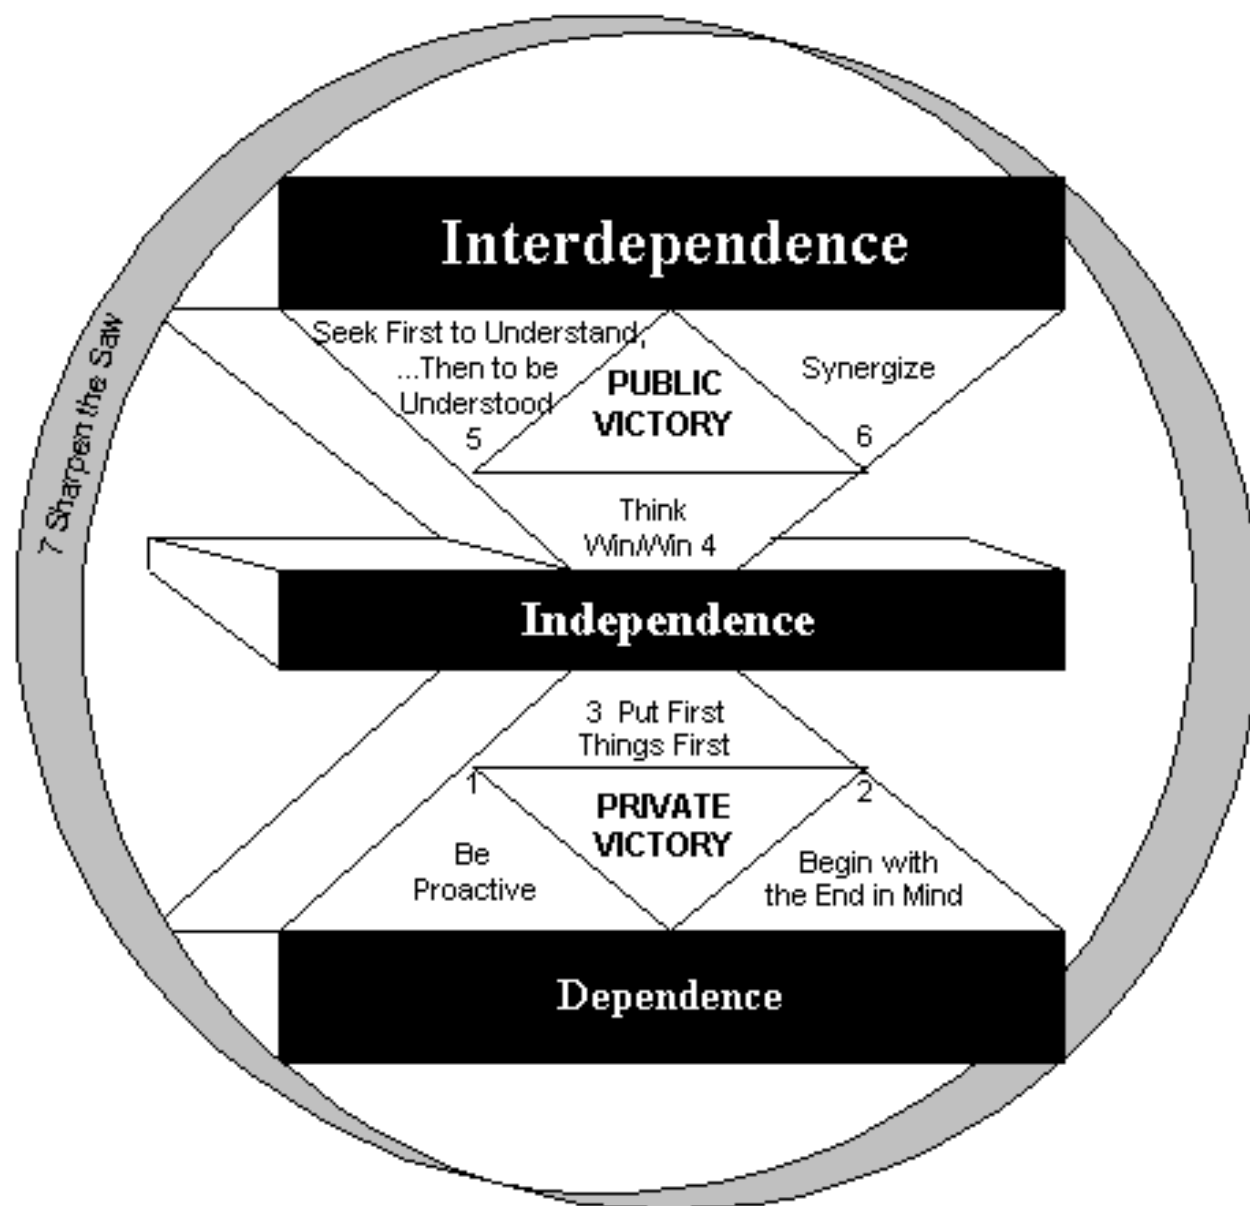 Interdependence
Seek First to Understand,
...Then to be
Understood
5
PUBLIC
VICTORY
Synergize
6
Think
Win/Win 4
7 Sharpen the Saw
Independence
3 Put First
Things First
1
PRIVATE
VICTORY
2
Be
Proactive
Begin with
the End in Mind
Dependence